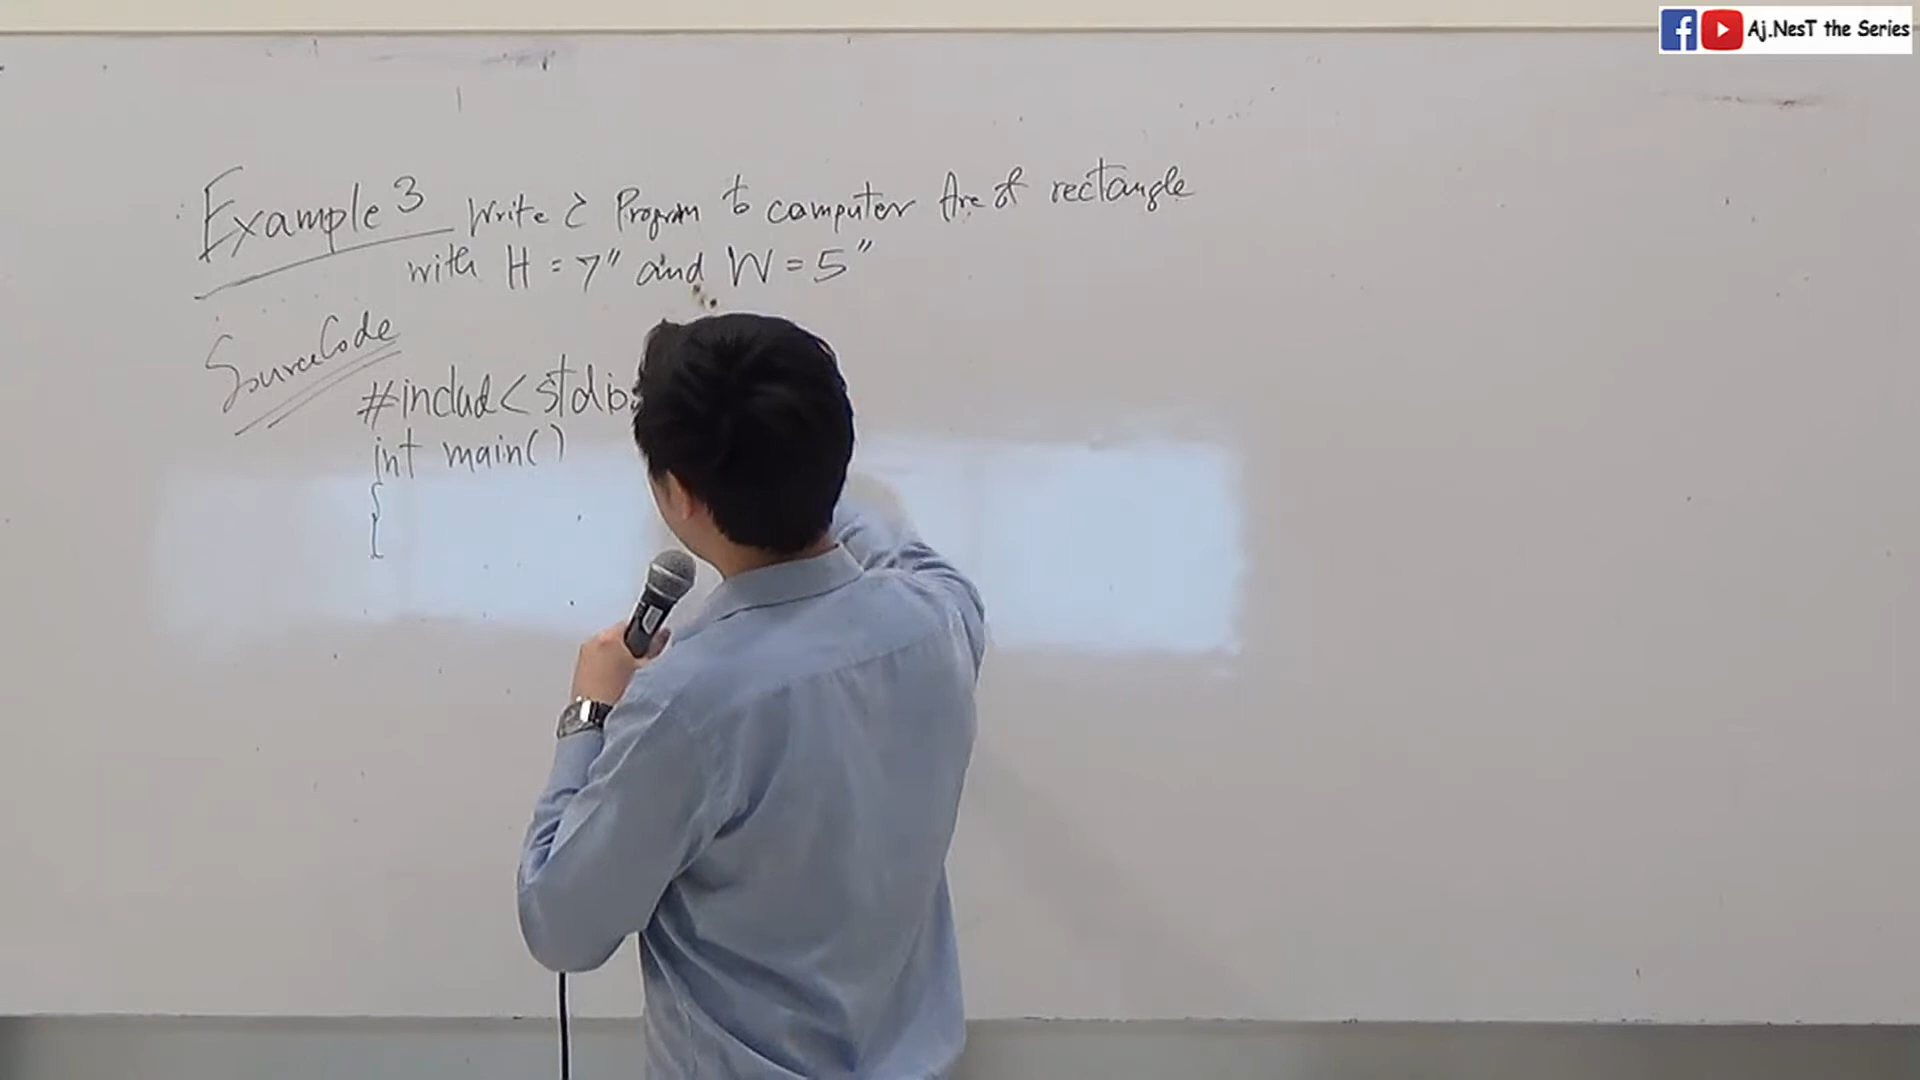 Aj.NesT the Series
Example 3 Write C Program to computer Are of rectangle
with H = 7" and W = 5"
SourceCode
#includ<stdio
int main()
{